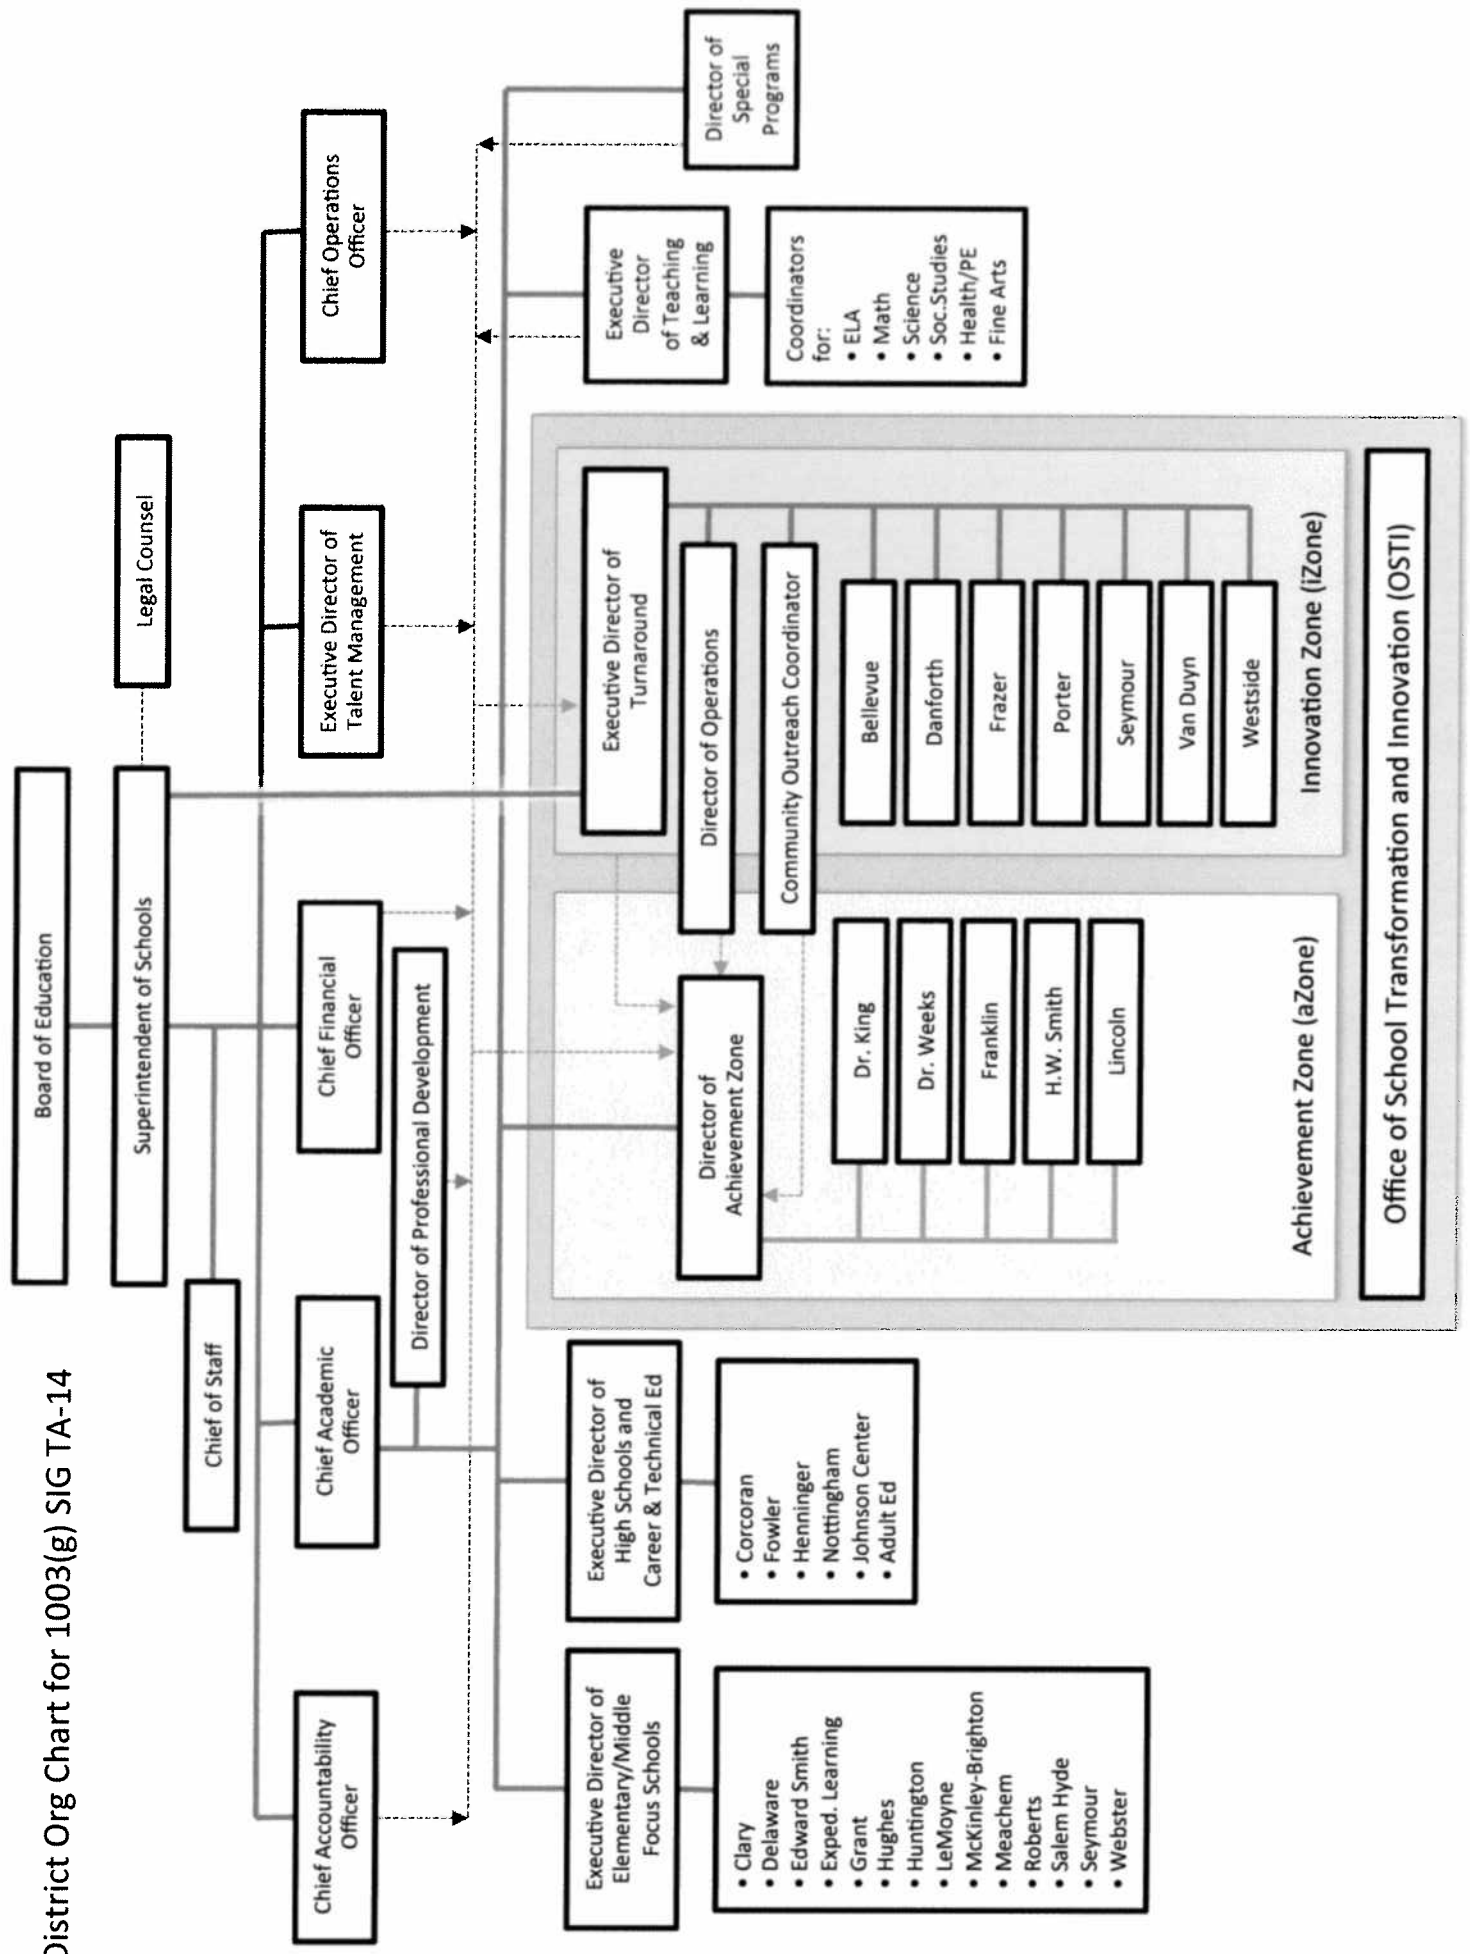 District Org Chart for 1003(g) SIG TA-14
Board of Education
Superintendent of Schools
Legal Counsel
Chief of Staff
Chief Accountability
Officer
Chief Academic
Officer
Chief Financial
Officer
Executive Director of
Talent Management
Chief Operations
Officer
Director of Professional Development
Executive Director of
Elementary/Middle
Focus Schools
• Clary
• Delaware
• Edward Smith
• Exped. Learning
• Grant
• Hughes
• Huntington
• LeMoyne
• McKinley-Brighton
• Meachem
• Roberts
• Salem Hyde
• Seymour
• Webster
Executive Director of
High Schools and
Career & Technical Ed
• Corcoran
• Fowler
• Henninger
• Nottingham
• Johnson Center
• Adult Ed
Director of
Achievement Zone
Dr. King
Dr. Weeks
Franklin
H.W. Smith
Lincoln
Achievement Zone (aZone)
Executive Director of
Turnaround
Director of Operations
Community Outreach Coordinator
Bellevue
Danforth
Frazer
Porter
Seymour
Van Duyn
Westside
Innovation Zone (iZone)
Office of School Transformation and Innovation (OSTI)
Executive
Director
of Teaching
& Learning
Coordinators
for:
• ELA
• Math
• Science
• Soc.Studies
• Health/PE
• Fine Arts
Director of
Special
Programs